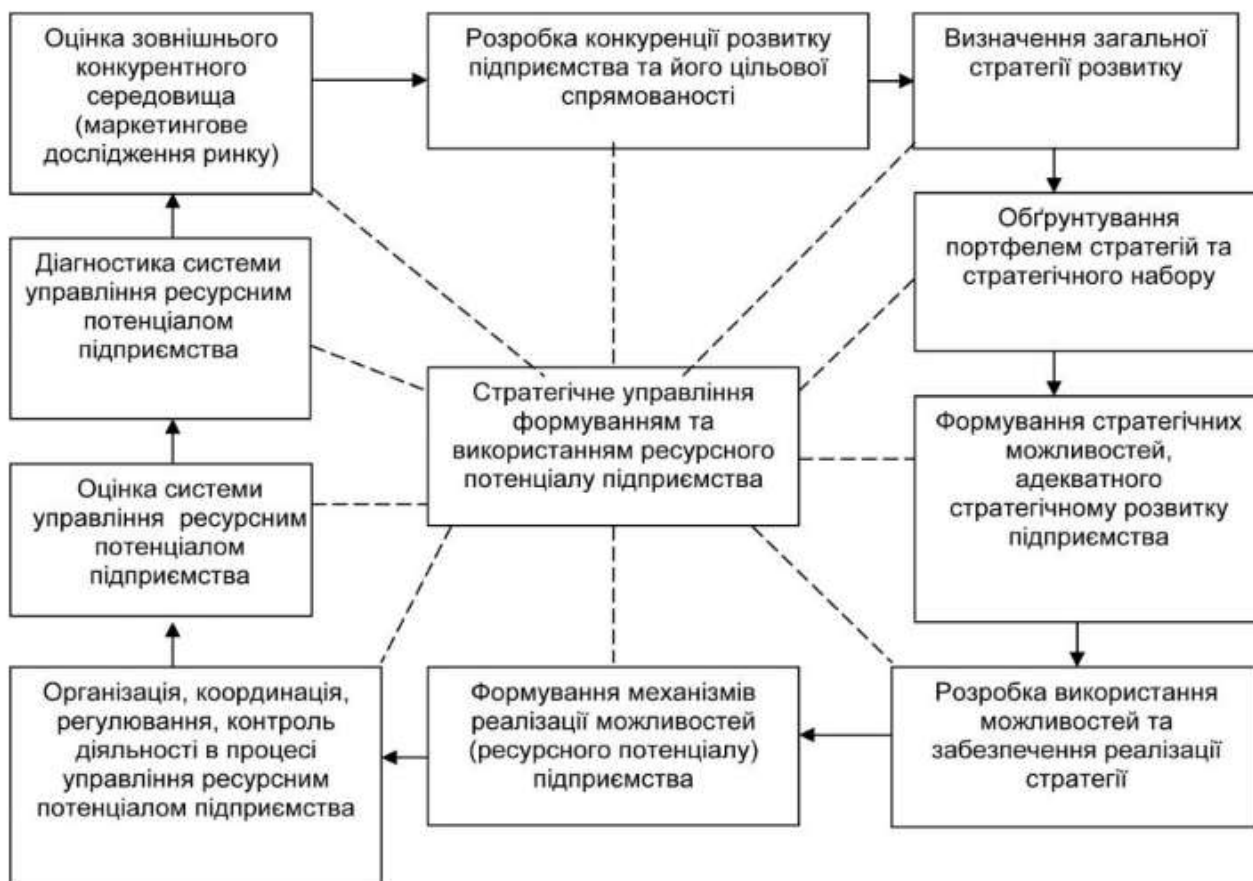 Оцінка зовнішнього
конкурентного
середовища
(маркетингове
дослідження ринку)
Розробка конкуренції розвитку
підприємства та його цільової
спрямованості
Визначення загальної
стратегії розвитку
Обґрунтування
портфелем стратегій та
стратегічного набору
Діагностика системи
управління ресурсним
потенціалом
підприємства
Стратегічне управління
формуванням та
використанням ресурсного
потенціалу підприємства
Формування стратегічних
можливостей,
адекватного
стратегічному розвитку
підприємства
Оцінка системи
управління ресурсним
потенціалом
підприємства
Організація, координація,
регулювання, контроль
діяльності в процесі
управління ресурсним
потенціалом підприємства
Формування механізмів
реалізації можливостей
(ресурсного потенціалу)
підприємства
Розробка використання
можливостей та
забезпечення реалізації
стратегії